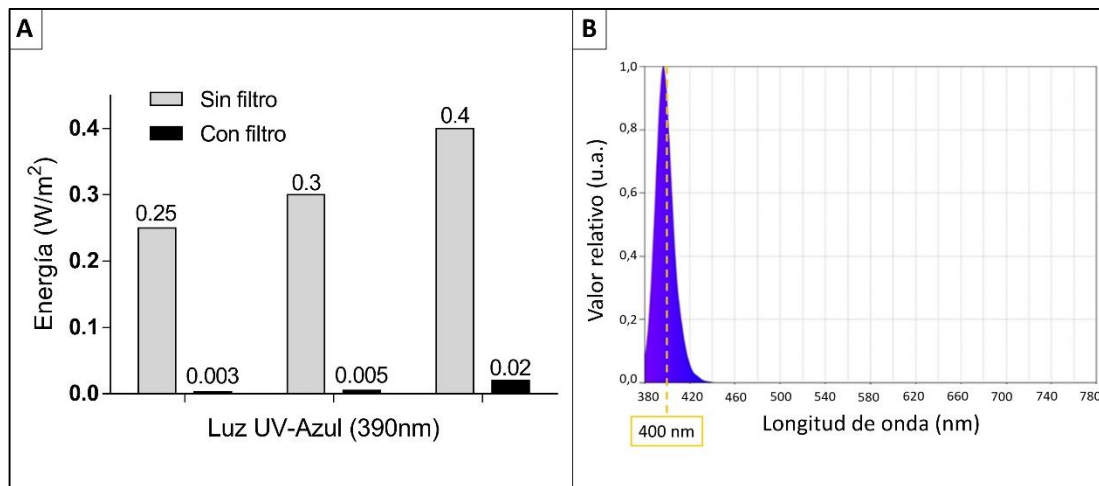 A
Sin filtro
Con filtro
Energía (W/m²)
0.4
0.3
0.2
0.1
0.0
0.25
0.003
0.3
0.005
0.4
0.02
Luz UV-Azul (390nm)
B
Valor relativo (u.a.)
1,0
0,8
0,6
0,4
0,2
0,0
380 420 460 500 540 580 620 660 700 740 780
400 nm
Longitud de onda (nm)